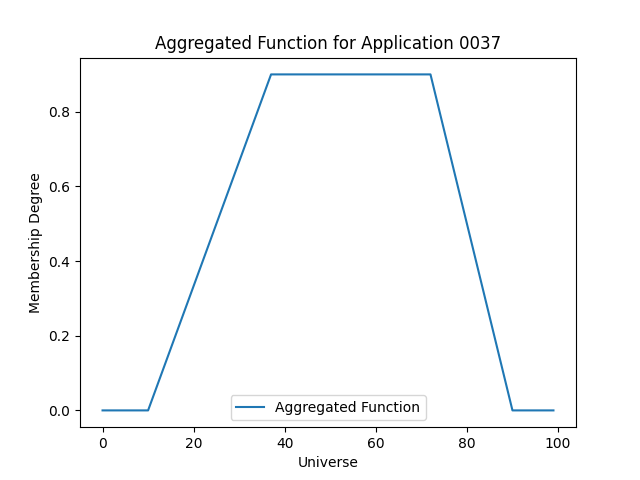 Aggregated Function for Application 0037
Membership Degree
0.8
0.6
0.4
0.2
0.0
Aggregated Function
0 20 40 60 80 100
Universe